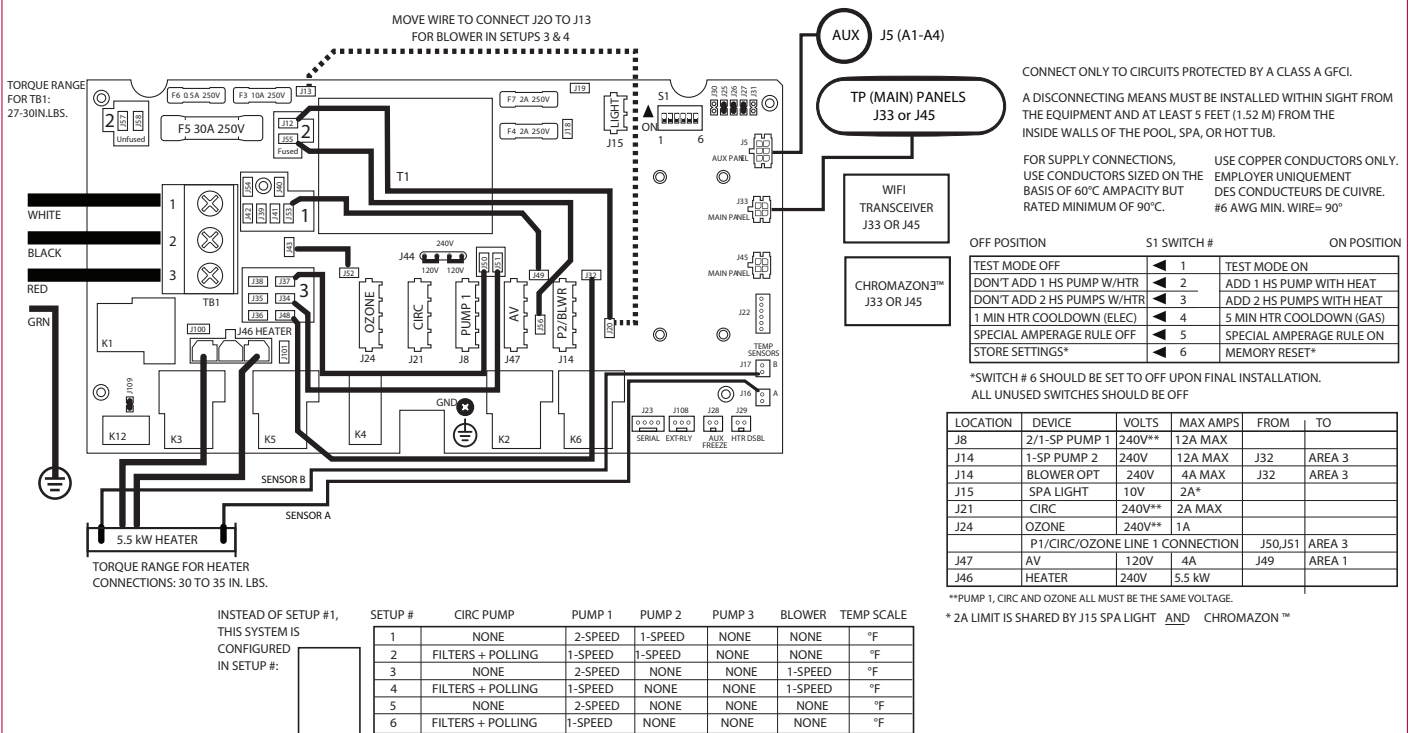 MOVE WIRE TO CONNECT J2O TO J13
FOR BLOWER IN SETUPS 3 & 4
AUX
J5 (A1-A4)
TORQUE RANGE
FOR TB1:
27-30IN.LBS.
CONNECT ONLY TO CIRCUITS PROTECTED BY A CLASS A GFCI.
TP (MAIN) PANELS
J33 or J45
A DISCONNECTING MEANS MUST BE INSTALLED WITHIN SIGHT FROM
THE EQUIPMENT AND AT LEAST 5 FEET (1.52 M) FROM THE
INSIDE WALLS OF THE POOL, SPA, OR HOT TUB.
FOR SUPPLY CONNECTIONS,
USE CONDUCTORS SIZED ON THE
BASIS OF 60°C AMPACITY BUT
RATED MINIMUM OF 90°C.
USE COPPER CONDUCTORS ONLY.
EMPLOYER UNIQUEMENT
DES CONDUCTEURS DE CUIVRE.
#6 AWG MIN. WIRE= 90°
2
J57
J58
Unfused
F6 0.5A 250V
F3 10A 250V
J13
F5 30A 250V
J12
2
J55
Fused
T1
F7 2A 250V
F4 2A 250V
J19
J18
LIGHT
J15
S1
ON
1 6
J30
J25
J26
J27
J31
J5
AUX PANEL
J33
MAIN PANEL
J45
MAIN PANEL
J22
TEMP
SENSORS
J17 B
J16 A
WIFI
TRANSCEIVER
J33 OR J45
CHROMAZON3™
J33 OR J45
WHITE
BLACK
RED
GRN
1
2
3
TB1
J54
J40
J42
J39
J41
J53
1
J43
J38
J37
J35
J34
J36
J48
3
J52
J44
240V
120V 120V
J50
J51
J49
J56
J32
J20
OZONE
J24
CIRC
J21
PUMP 1
J8
AV
J47
P2/BLWR
J14
K1
J100
J46 HEATER
J101
J109
K12
K3
K5
K4
GND
K2
K6
J23
SERIAL
J108
EXT-RLY
J28
AUX
FREEZE
J29
HTR DSBL
SENSOR B
SENSOR A
5.5 kW HEATER
TORQUE RANGE FOR HEATER
CONNECTIONS: 30 TO 35 IN. LBS.
OFF POSITION S1 SWITCH # ON POSITION
TEST MODE OFF 1 TEST MODE ON
DON'T ADD 1 HS PUMP W/HTR 2 ADD 1 HS PUMP WITH HEAT
DON'T ADD 2 HS PUMPS W/HTR 3 ADD 2 HS PUMPS WITH HEAT
1 MIN HTR COOLDOWN (ELEC) 4 5 MIN HTR COOLDOWN (GAS)
SPECIAL AMPERAGE RULE OFF 5 SPECIAL AMPERAGE RULE ON
STORE SETTINGS* 6 MEMORY RESET*
*SWITCH # 6 SHOULD BE SET TO OFF UPON FINAL INSTALLATION.
ALL UNUSED SWITCHES SHOULD BE OFF
LOCATION DEVICE VOLTS MAX AMPS FROM TO
J8 2/1-SP PUMP 1 240V** 12A MAX
J14 1-SP PUMP 2 240V 12A MAX J32 AREA 3
J14 BLOWER OPT 240V 4A MAX J32 AREA 3
J15 SPA LIGHT 10V 2A*
J21 CIRC 240V** 2A MAX
J24 OZONE 240V** 1A
P1/CIRC/OZONE LINE 1 CONNECTION J50,J51 AREA 3
J47 AV 120V 4A J49 AREA 1
J46 HEATER 240V 5.5 kW
**PUMP 1, CIRC AND OZONE ALL MUST BE THE SAME VOLTAGE.
* 2A LIMIT IS SHARED BY J15 SPA LIGHT AND CHROMAZON ™
INSTEAD OF SETUP #1,
THIS SYSTEM IS
CONFIGURED
IN SETUP #:
SETUP # CIRC PUMP PUMP 1 PUMP 2 PUMP 3 BLOWER TEMP SCALE
1 NONE 2-SPEED 1-SPEED NONE NONE °F
2 FILTERS + POLLING 1-SPEED 1-SPEED NONE NONE °F
3 NONE 2-SPEED NONE NONE 1-SPEED °F
4 FILTERS + POLLING 1-SPEED NONE NONE 1-SPEED °F
5 NONE 2-SPEED NONE NONE NONE °F
6 FILTERS + POLLING 1-SPEED NONE NONE NONE °F